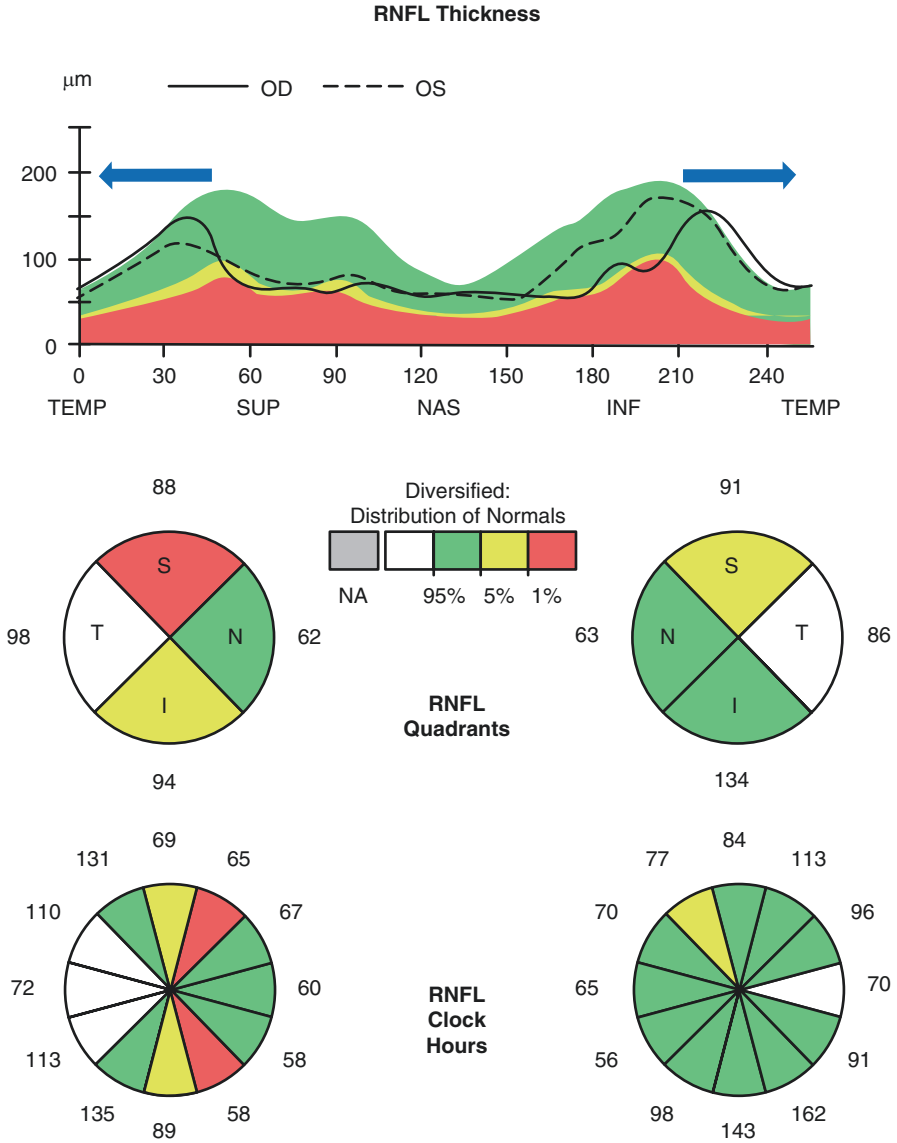 RNFL Thickness
μm
OD OS
200
100
0
0 30 60 90 120 150 180 210 240
TEMP SUP NAS INF TEMP
88
S
T
N
I
98
62
94
Diversified:
Distribution of Normals
NA 95% 5% 1%
RNFL
Quadrants
91
S
N
T
I
63
86
134
69
131 65
110 67
72 60
113 58
135 58
89
RNFL
Clock
Hours
84
77 113
70 96
65 70
56 91
98 162
143